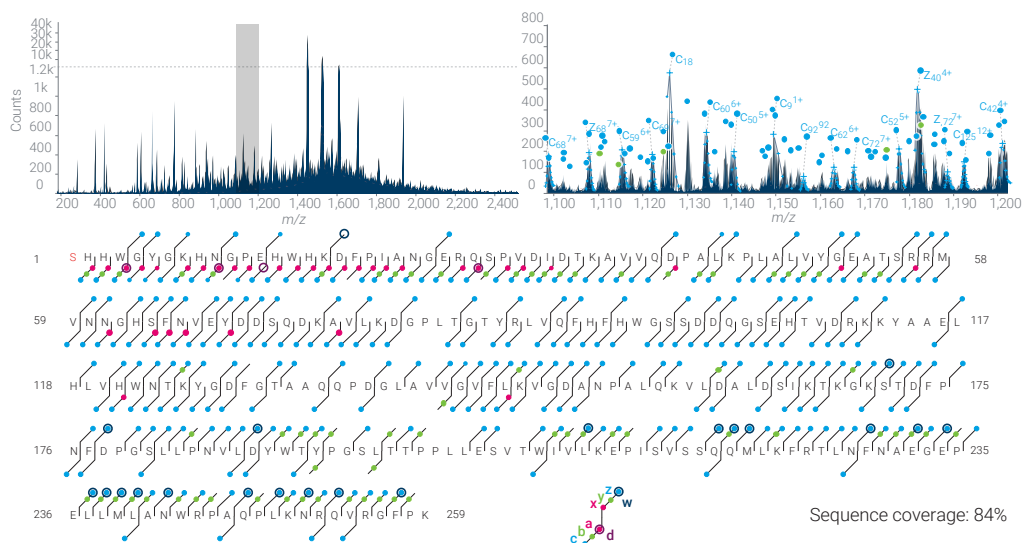 40k
30k
20k
10k
1.2k
1k
800
600
400
200
0
Counts
200 400 600 800 1,000 1,200 1,400 1,600 1,800 2,000 2,200 2,400
m/z
800
700
600
500
400
300
200
100
0
C18
Z40 4+
C60 6+
C9 1+
C50 5+
C42 4+
C68 7+
Z68 7+
C59 6+
C92 92
C62 6+
C72 7+
C52 5+
Z72 7+
C125 12+
1,100 1,110 1,120 1,130 1,140 1,150 1,160 1,170 1,180 1,190 1,200
m/z
1 S H H W G Y G K H N G P E H W H K D F P I A N G E R Q S P V D I D T K A V V Q D P A L K P L A L V Y G E A T S R R M 58
59 V N N G H S F N V E Y D D S Q D K A V L K D G P L T G T Y R L V Q F H F H W G S S D D Q G S E H T V D R K K Y A A E L 117
118 H L V H W N T K Y G D F G T A A Q Q P D G L A V V G V F L K V G D A N P A L Q K V L D A L D S I K T K G K S T D F P 175
176 N F D P G S L L P N V L D Y W T Y P G S L T T P P L L E S V T W I V L K E P I S V S S Q Q M L K F R T L N F N A E G E P 235
236 E L L M L A N W R P A Q P L K N R Q V R G F P K 259
x y z w
c b a d
Sequence coverage: 84%